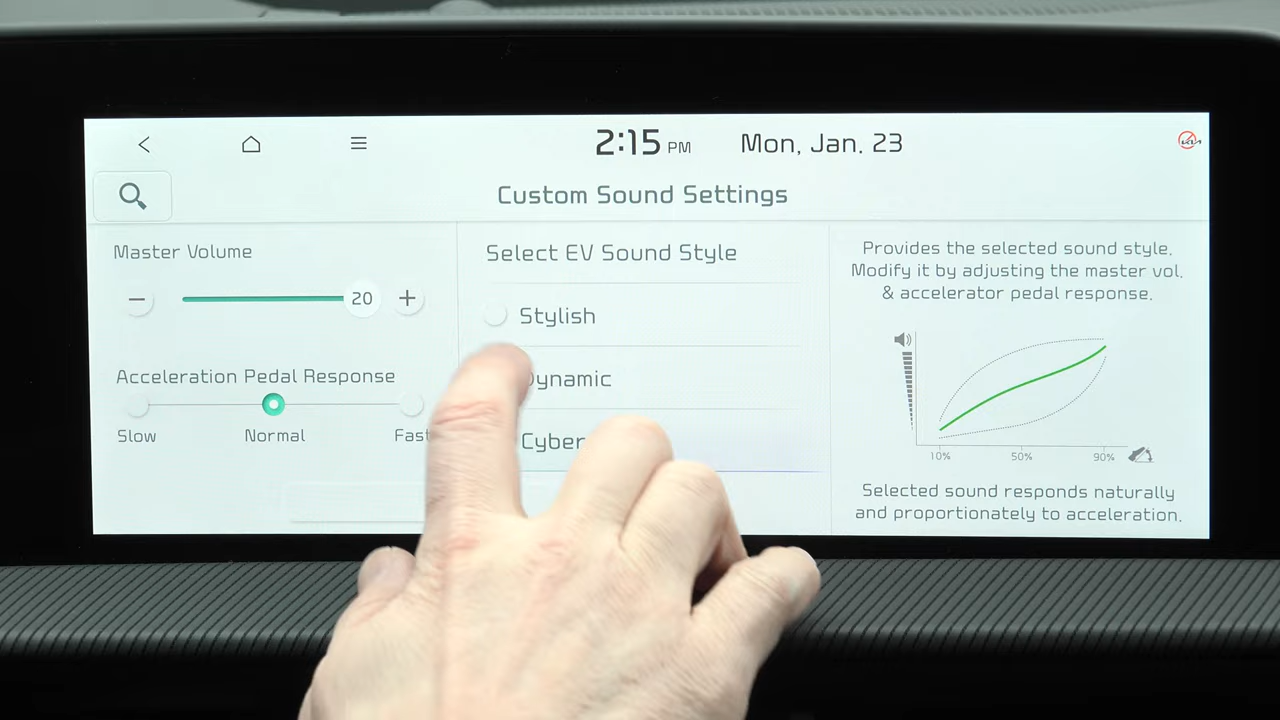 2:15 PM Mon, Jan. 23
Custom Sound Settings
Master Volume
20
Acceleration Pedal Response
Slow Normal Fast
Select EV Sound Style
Stylish
Dynamic
Cyber
Provides the selected sound style.
Modify it by adjusting the master vol.
& accelerator pedal response.
10% 50% 90%
Selected sound responds naturally
and proportionately to acceleration.